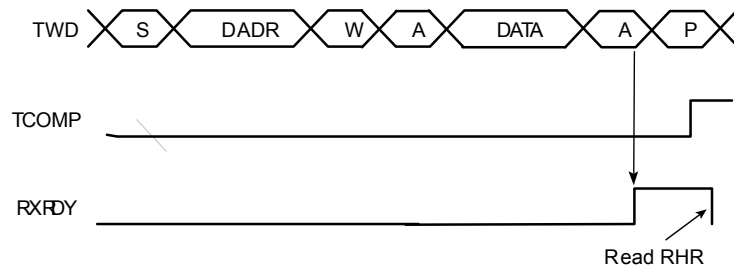 TWD S DADR W A DATA A P
TCOMP
RXRDY
Read RHR